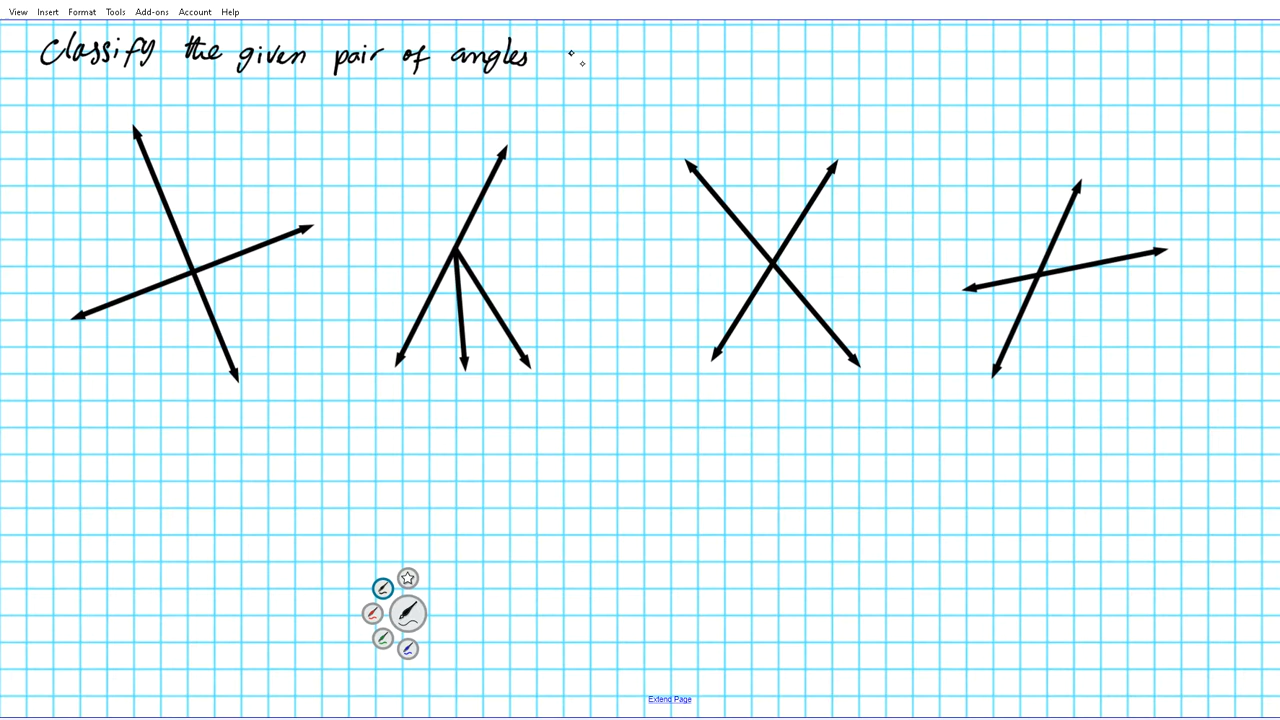 View Insert Format Tools Add-ons Account Help
Classify the given pair of angles
Extend Page